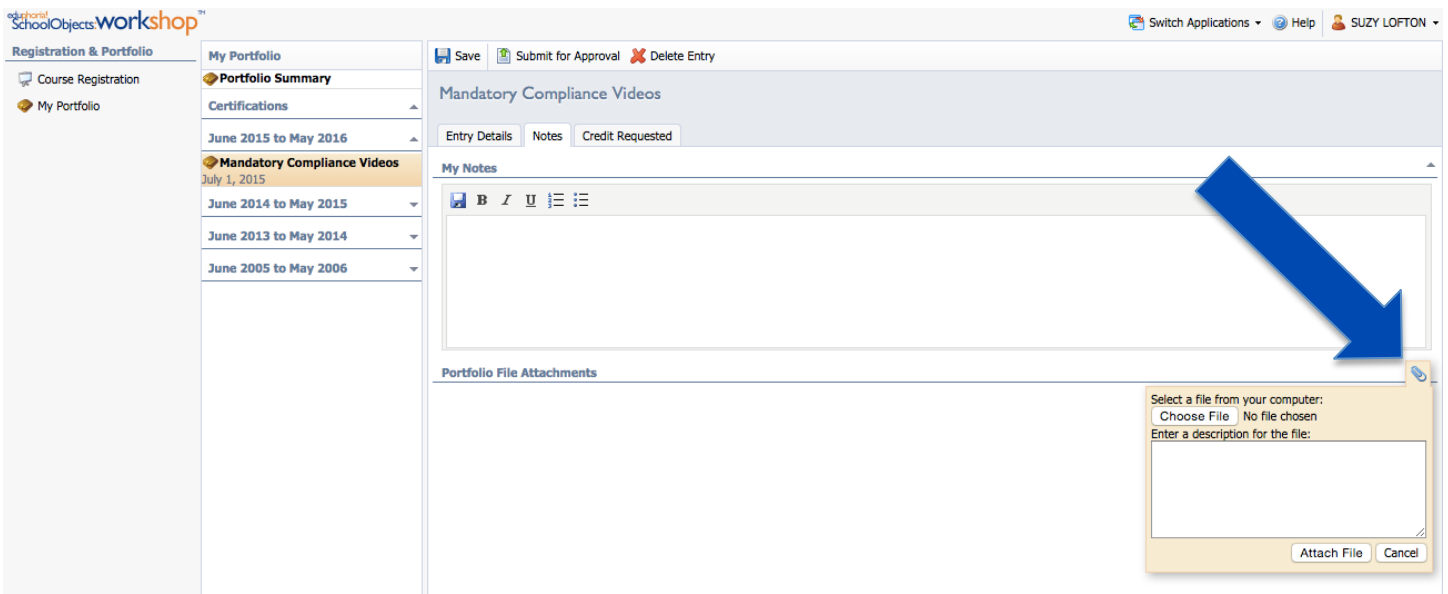 eduphoria!
SchoolObjects:workshop™
Switch Applications
Help
SUZY LOFTON
Registration & Portfolio
Course Registration
My Portfolio
My Portfolio
Portfolio Summary
Certifications
June 2015 to May 2016
Mandatory Compliance Videos
July 1, 2015
June 2014 to May 2015
June 2013 to May 2014
June 2005 to May 2006
Save Submit for Approval Delete Entry
Mandatory Compliance Videos
Entry Details Notes Credit Requested
My Notes
B I U
Portfolio File Attachments
Select a file from your computer:
Choose File No file chosen
Enter a description for the file:
Attach File Cancel